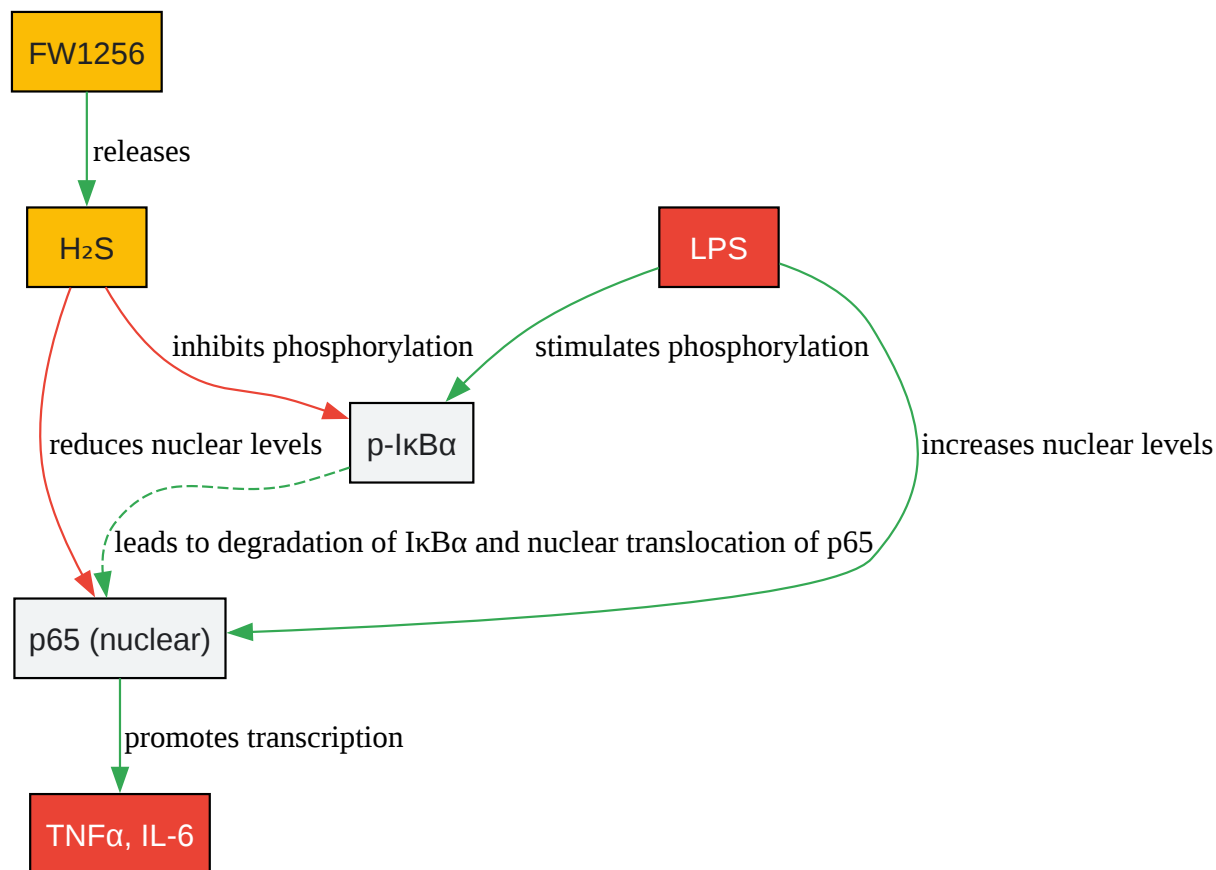 FW1256
releases
H₂S
LPS
inhibits phosphorylation
stimulates phosphorylation
reduces nuclear levels
p-IκBα
increases nuclear levels
leads to degradation of IκBα and nuclear translocation of p65
p65 (nuclear)
promotes transcription
TNFα, IL-6